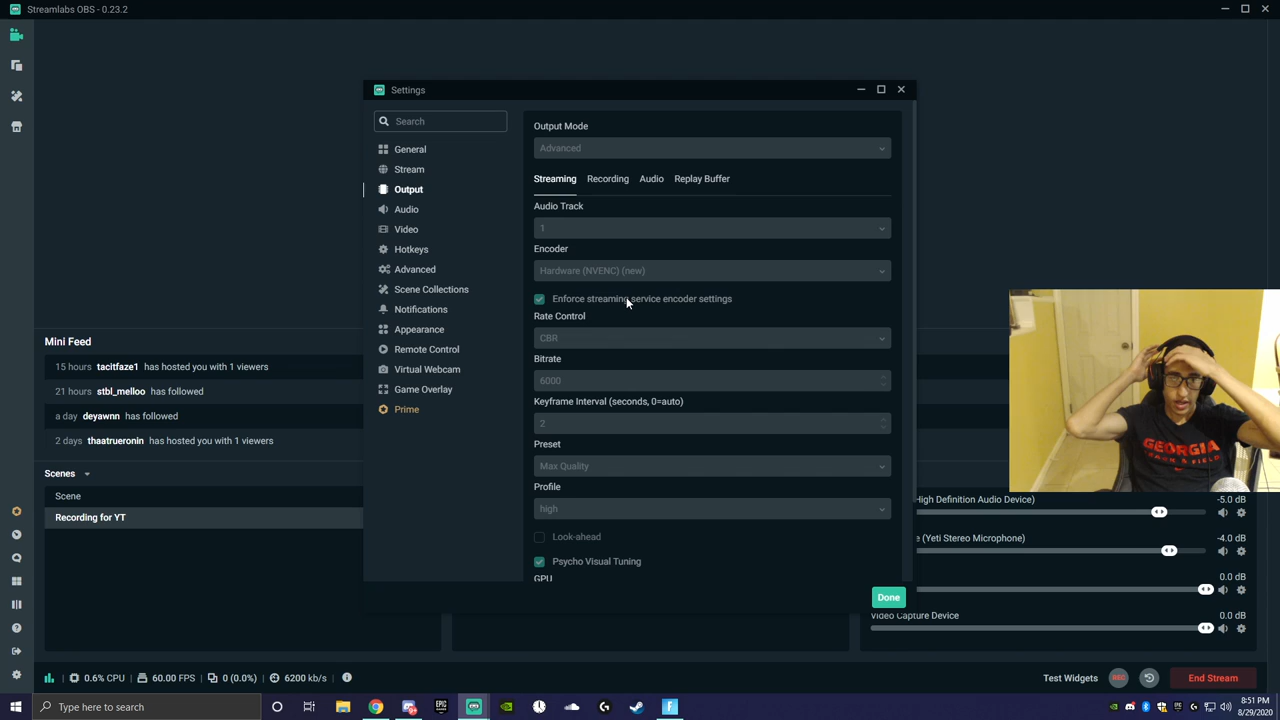 Streamlabs OBS - 0.23.2
Settings
Search
General
Stream
Output
Audio
Video
Hotkeys
Advanced
Scene Collections
Notifications
Appearance
Remote Control
Virtual Webcam
Game Overlay
Prime
Output Mode
Advanced
Streaming Recording Audio Replay Buffer
Audio Track
1
Encoder
Hardware (NVENC) (new)
Enforce streaming service encoder settings
Rate Control
CBR
Bitrate
6000
Keyframe Interval (seconds, 0=auto)
2
Preset
Max Quality
Profile
high
Look-ahead
Psycho Visual Tuning
GPU
Done
Mini Feed
15 hours tacitfaze1 has hosted you with 1 viewers
21 hours stbl_melloo has followed
a day deyawnn has followed
2 days thaatrueronin has hosted you with 1 viewers
Scenes
Scene
Recording for YT
GEORGIA
TRACK & FIELD
High Definition Audio Device) -5.0 dB
(Yeti Stereo Microphone) -4.0 dB
0.0 dB
Video Capture Device 0.0 dB
0.6% CPU 60.00 FPS 0 (0.0%) 6200 kb/s
Test Widgets REC End Stream
Type here to search
EPIC
8:51 PM
8/29/2020